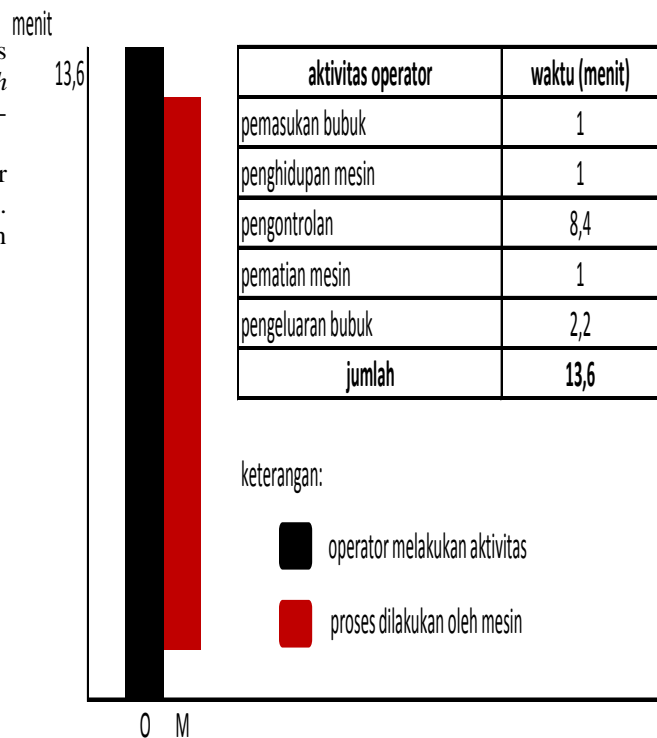 menit
s
h
-
r
.
n
13,6
aktivitas operator waktu (menit)
pemasukan bubuk 1
penghidupan mesin 1
pengontrolan 8,4
pematian mesin 1
pengeluaran bubuk 2,2
jumlah 13,6
keterangan:
operator melakukan aktivitas
proses dilakukan oleh mesin
O M